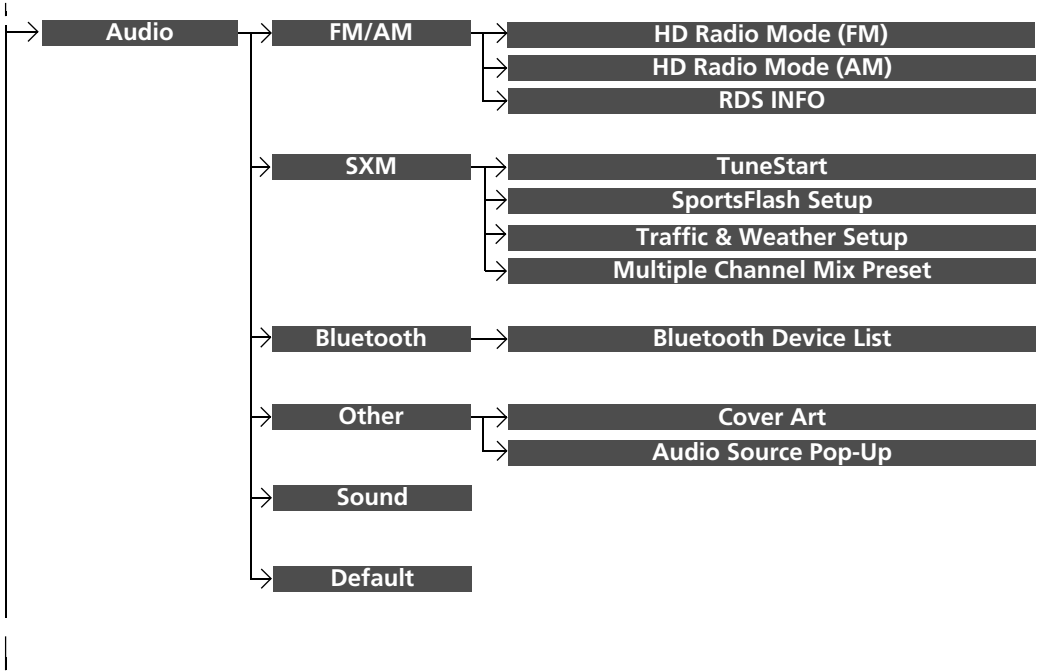 Audio
FM/AM
HD Radio Mode (FM)
HD Radio Mode (AM)
RDS INFO
SXM
TuneStart
SportsFlash Setup
Traffic & Weather Setup
Multiple Channel Mix Preset
Bluetooth
Bluetooth Device List
Other
Cover Art
Audio Source Pop-Up
Sound
Default